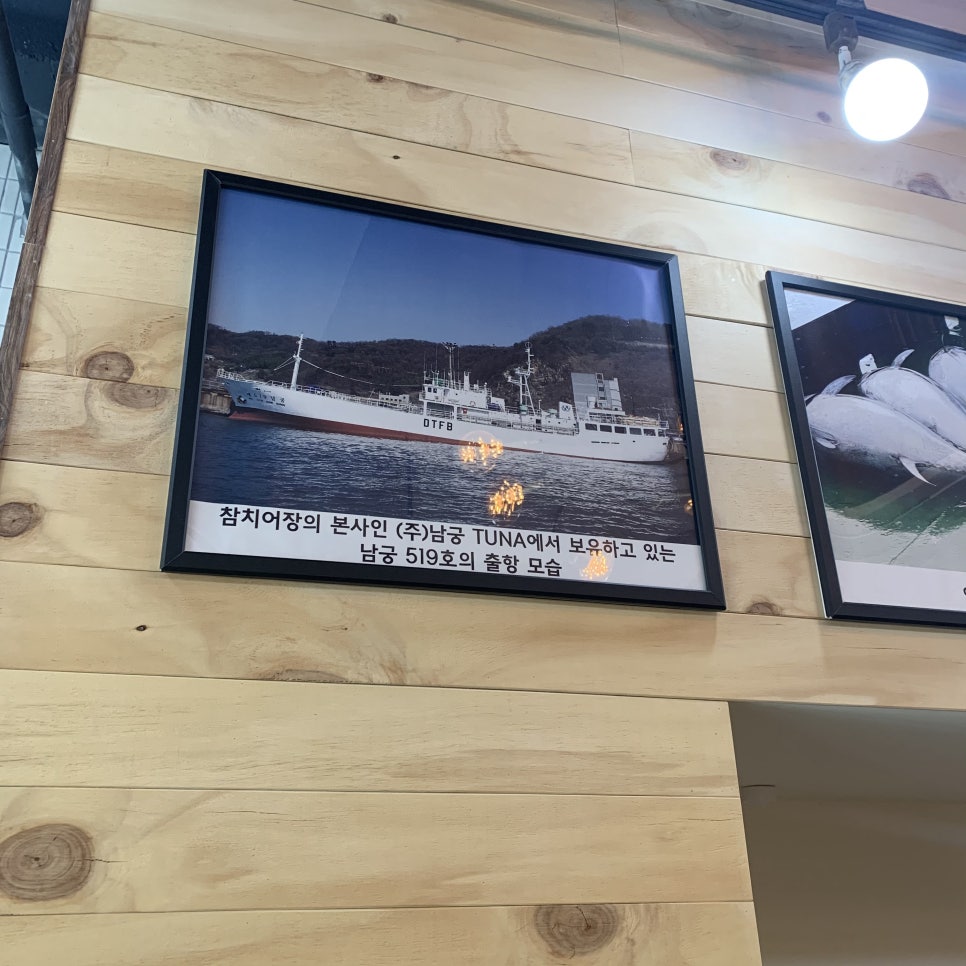 DTFB
참치어장의 본사인 (주)남궁 TUNA에서 보유하고 있는
남궁 519호의 출항 모습